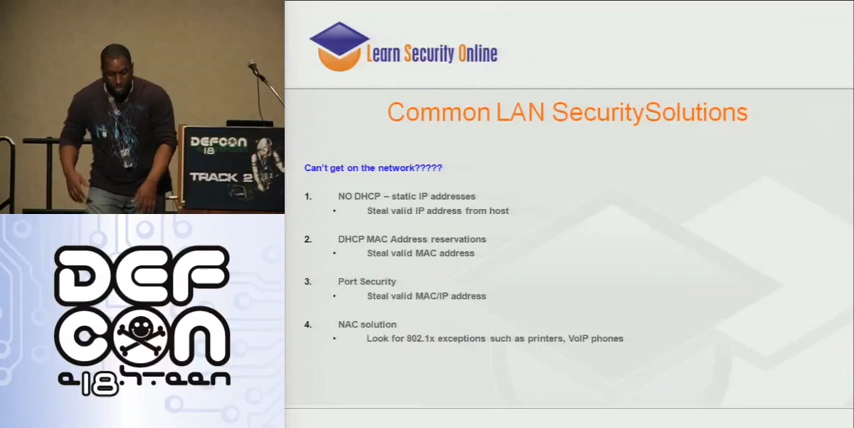 Learn Security Online
Common LAN SecuritySolutions
Can't get on the network?????
1. NO DHCP – static IP addresses
• Steal valid IP address from host
2. DHCP MAC Address reservations
• Steal valid MAC address
3. Port Security
• Steal valid MAC/IP address
4. NAC solution
• Look for 802.1x exceptions such as printers, VoIP phones
DEFCON
18
TRACK 2
DEF
CON
e18hteen